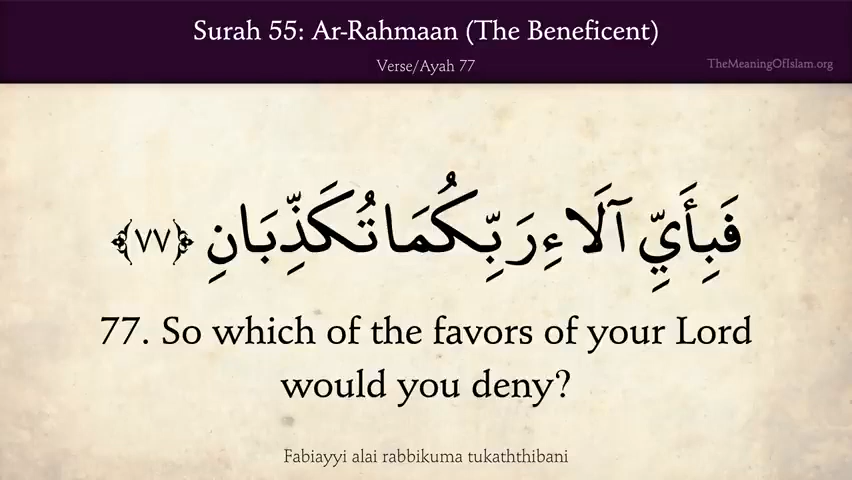 Surah 55: Ar-Rahmaan (The Beneficent)
Verse/Ayah 77
TheMeaningOfIslam.org
فَبِأَيِّ آلَاءِ رَبِّكُمَا تُكَذِّبَانِ ﴿٧٧﴾
77. So which of the favors of your Lord
would you deny?
Fabiayyi alai rabbikuma tukaththibani